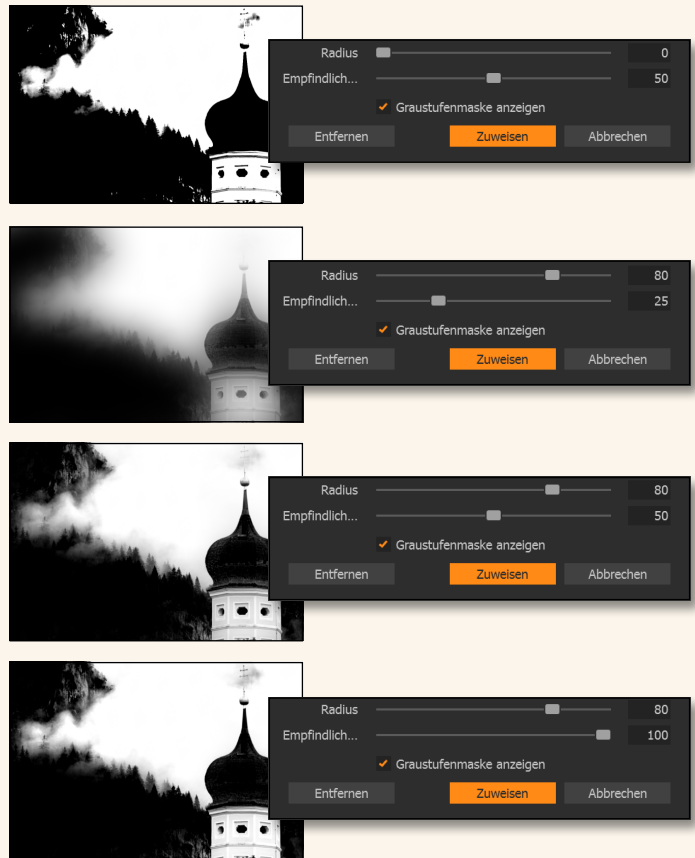 Radius 0
Empfindlich... 50
Graustufenmaske anzeigen
Entfernen Zuweisen Abbrechen
Radius 80
Empfindlich... 25
Graustufenmaske anzeigen
Entfernen Zuweisen Abbrechen
Radius 80
Empfindlich... 50
Graustufenmaske anzeigen
Entfernen Zuweisen Abbrechen
Radius 80
Empfindlich... 100
Graustufenmaske anzeigen
Entfernen Zuweisen Abbrechen